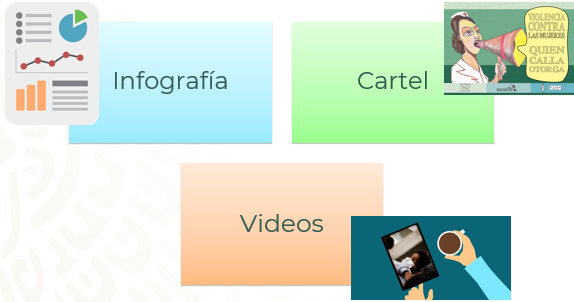 Infografía
Cartel
VIOLENCIA
CONTRA
LAS MUJERES
QUIEN
CALLA
OTORGA
Videos